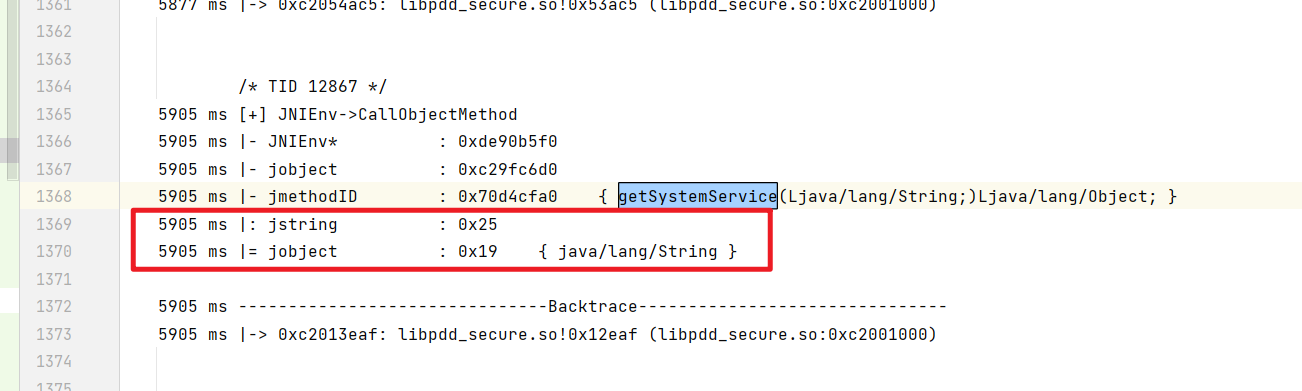 1361 5877 ms |-> 0xc2054ac5: libpdd_secure.so!0x53ac5 (libpdd_secure.so:0xc2001000)
1362
1363
1364 /* TID 12867 */
1365 5905 ms [+] JNIEnv->CallObjectMethod
1366 5905 ms |- JNIEnv* : 0xde90b5f0
1367 5905 ms |- jobject : 0xc29fc6d0
1368 5905 ms |- jmethodID : 0x70d4cfa0 { getSystemService(Ljava/lang/String;)Ljava/lang/Object; }
1369 5905 ms |: jstring : 0x25
1370 5905 ms |= jobject : 0x19 { java/lang/String }
1371
1372 5905 ms -------------------------------Backtrace-------------------------------
1373 5905 ms |-> 0xc2013eaf: libpdd_secure.so!0x12eaf (libpdd_secure.so:0xc2001000)
1374
1375